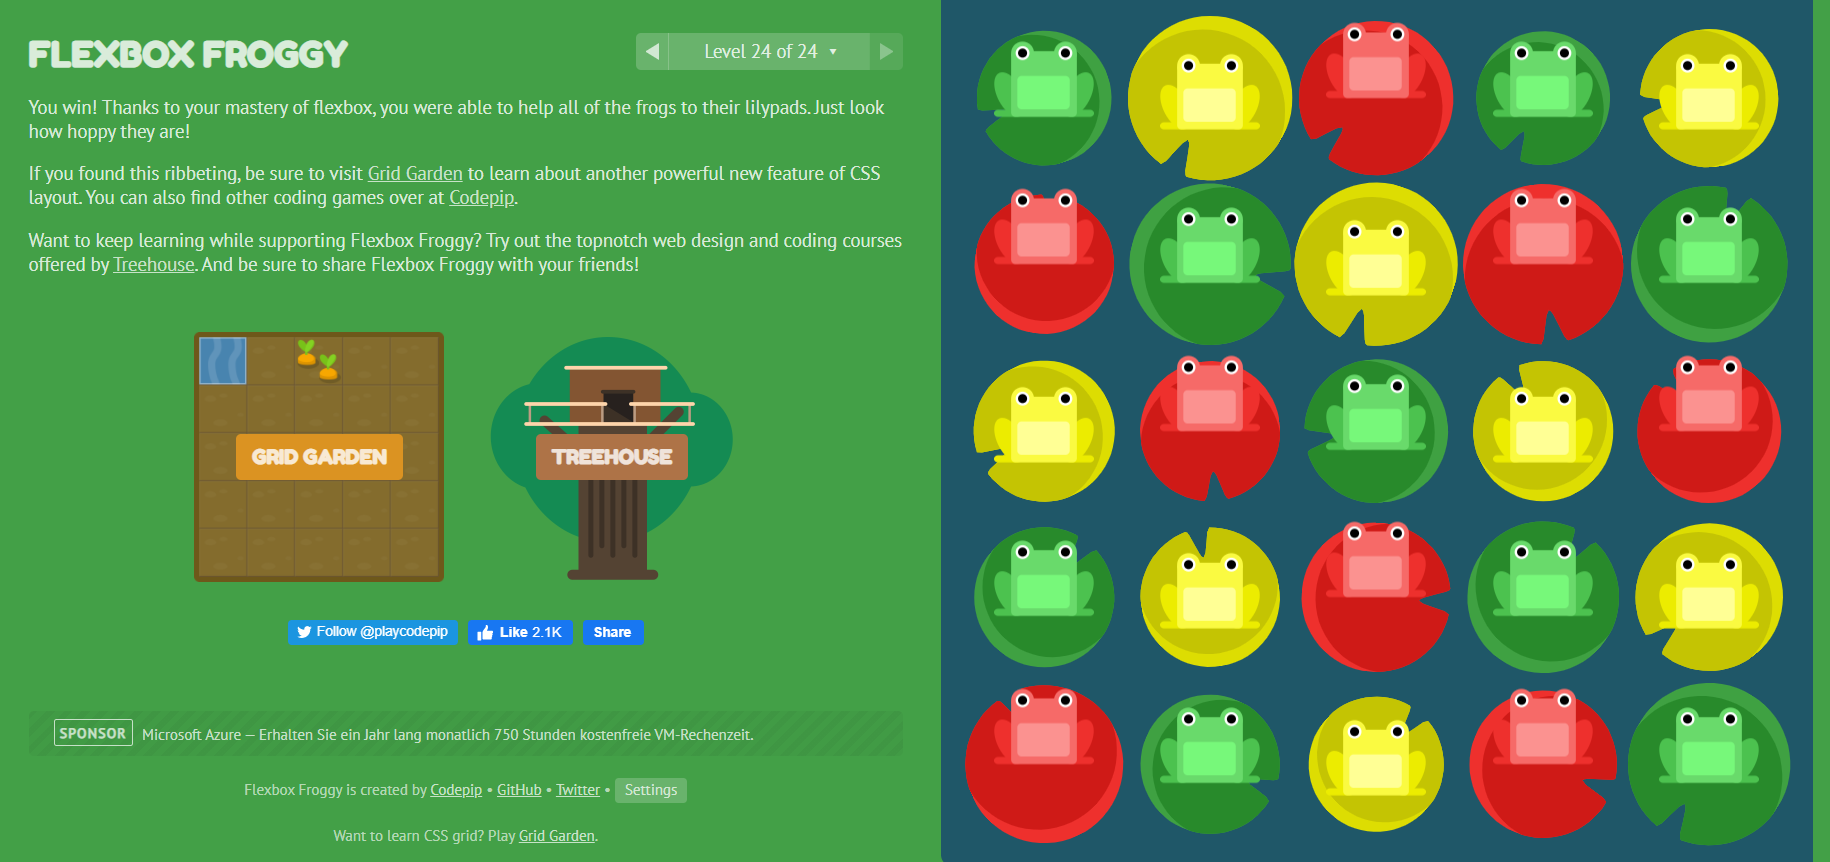 FLEXBOX FROGGY
Level 24 of 24
You win! Thanks to your mastery of flexbox, you were able to help all of the frogs to their lilypads. Just look
how hoppy they are!
If you found this ribbeting, be sure to visit Grid Garden to learn about another powerful new feature of CSS
layout. You can also find other coding games over at Codepip.
Want to keep learning while supporting Flexbox Froggy? Try out the topnotch web design and coding courses
offered by Treehouse. And be sure to share Flexbox Froggy with your friends!
GRID GARDEN
TREEHOUSE
Follow @playcodepip
Like 2.1K
Share
SPONSOR Microsoft Azure — Erhalten Sie ein Jahr lang monatlich 750 Stunden kostenfreie VM-Rechenzeit.
Flexbox Froggy is created by Codepip • GitHub • Twitter • Settings
Want to learn CSS grid? Play Grid Garden.